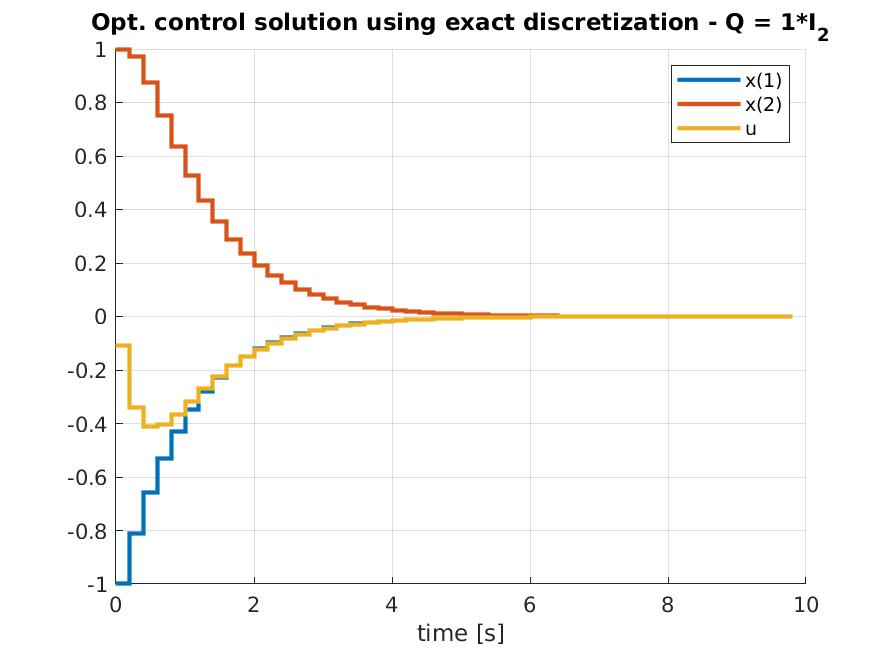 Opt. control solution using exact discretization - Q = 1*I₂
1
0.8
0.6
0.4
0.2
0
-0.2
-0.4
-0.6
-0.8
-1
x(1)
x(2)
u
0 2 4 6 8 10
time [s]